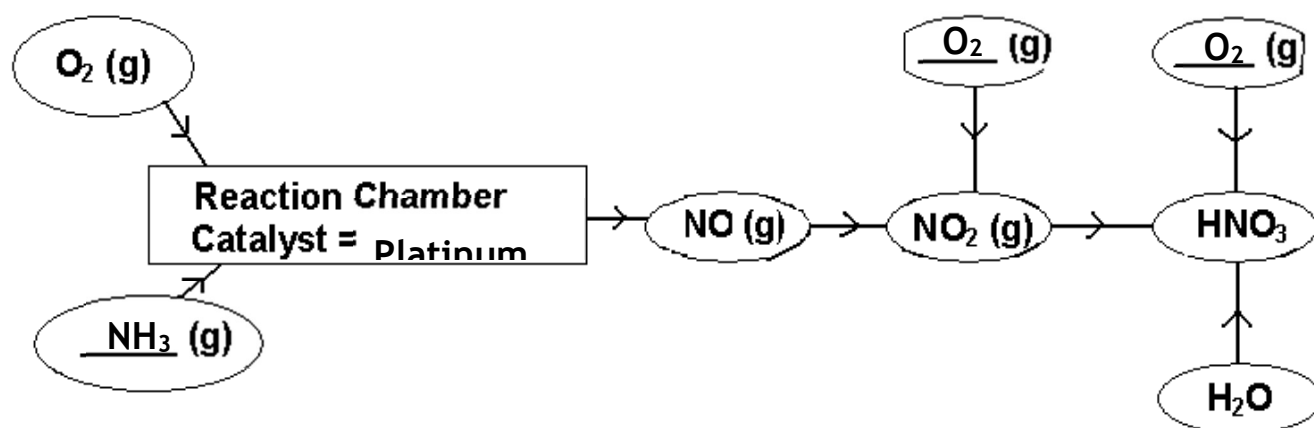 O₂ (g)
O₂ (g)
O₂ (g
Reaction Chamber
Catalyst = Platinum
NO (g)
NO₂ (g)
HNO₃
NH₃ (g)
H₂O